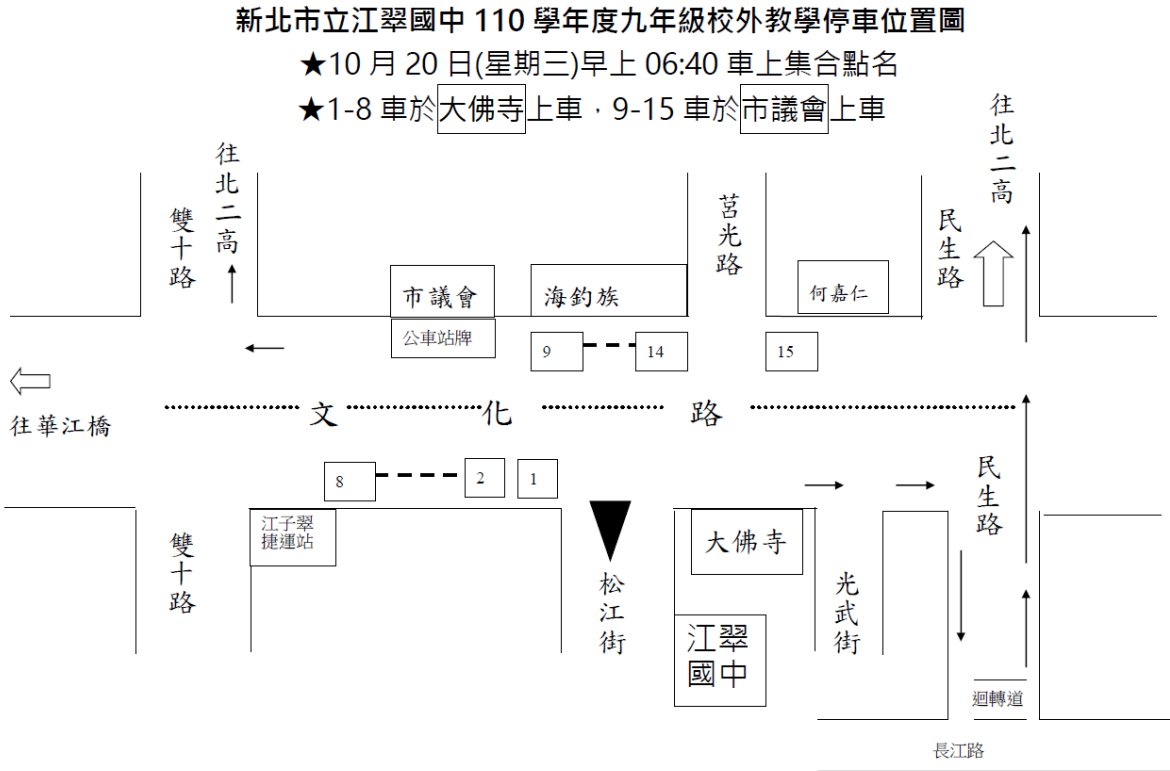 新北市立江翠國中 110 學年度九年級校外教學停車位置圖
★10 月 20 日(星期三)早上 06:40 車上集合點名
★1-8 車於大佛寺上車，9-15 車於市議會上車
往北二高
往北二高
雙十路
莒光路
民生路
市議會
海釣族
何嘉仁
公車站牌
9
14
15
往華江橋
文化路
8
2
1
民生路
江子翠
捷運站
大佛寺
雙十路
松江街
光武街
江翠
國中
迴轉道
長江路